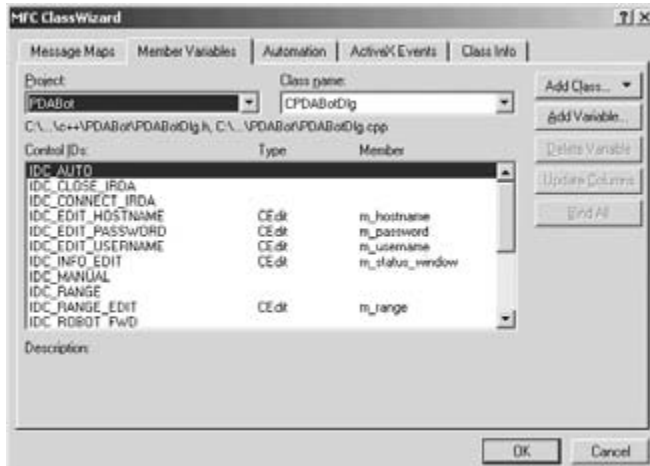 MFC ClassWizard
Message Maps Member Variables Automation ActiveX Events Class Info
Project: Class name:
PDABot CPDABotDlg
Add Class...
C:\...\c++\PDABot\PDABotDlg.h, C:\...\PDABot\PDABotDlg.cpp
Add Variable...
Control IDs: Type Member
Delete Variable
IDC_AUTO
IDC_CLOSE_IRDA
Update Columns
IDC_CONNECT_IRDA
IDC_EDIT_HOSTNAME CEdit m_hostname
Bind All
IDC_EDIT_PASSWORD CEdit m_password
IDC_EDIT_USERNAME CEdit m_username
IDC_INFO_EDIT CEdit m_status_window
IDC_MANUAL
IDC_RANGE
IDC_RANGE_EDIT CEdit m_range
IDC_ROBOT_FWD
Description:
OK Cancel